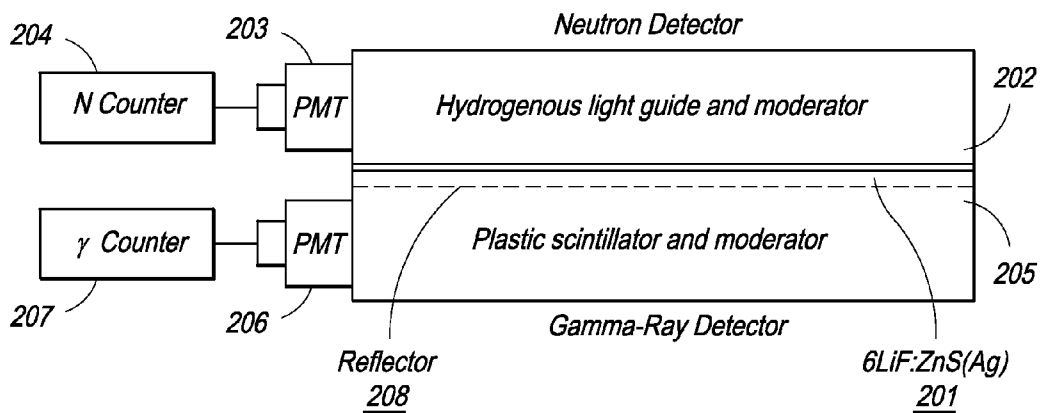 Neutron Detector
204
203
N Counter
PMT
Hydrogenous light guide and moderator
202
γ Counter
PMT
Plastic scintillator and moderator
205
207
206
Gamma-Ray Detector
Reflector
208
6LiF:ZnS(Ag)
201